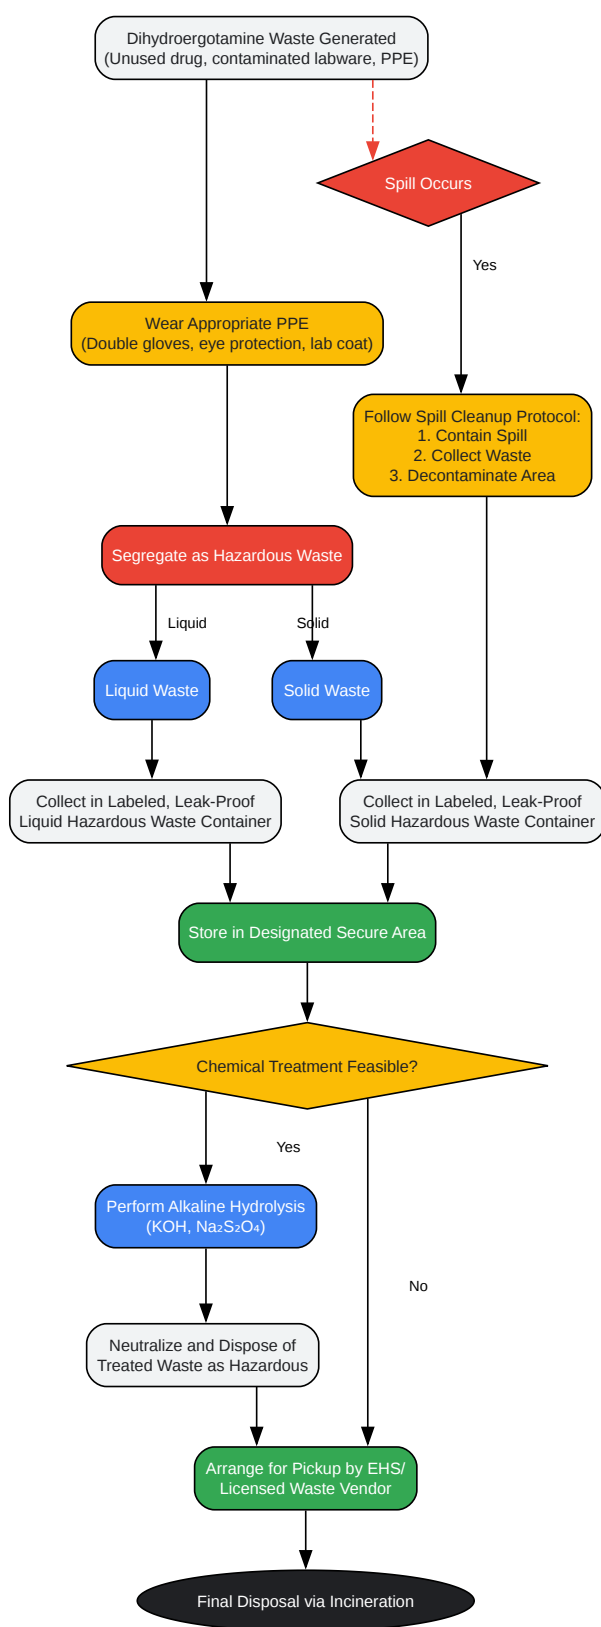 Dihydroergotamine Waste Generated
(Unused drug, contaminated labware, PPE)
Spill Occurs
Yes
Wear Appropriate PPE
(Double gloves, eye protection, lab coat)
Follow Spill Cleanup Protocol:
1. Contain Spill
2. Collect Waste
3. Decontaminate Area
Segregate as Hazardous Waste
Liquid
Solid
Liquid Waste
Solid Waste
Collect in Labeled, Leak-Proof
Liquid Hazardous Waste Container
Collect in Labeled, Leak-Proof
Solid Hazardous Waste Container
Store in Designated Secure Area
Chemical Treatment Feasible?
Yes
Perform Alkaline Hydrolysis
(KOH, Na₂S₂O₄)
No
Neutralize and Dispose of
Treated Waste as Hazardous
Arrange for Pickup by EHS/
Licensed Waste Vendor
Final Disposal via Incineration